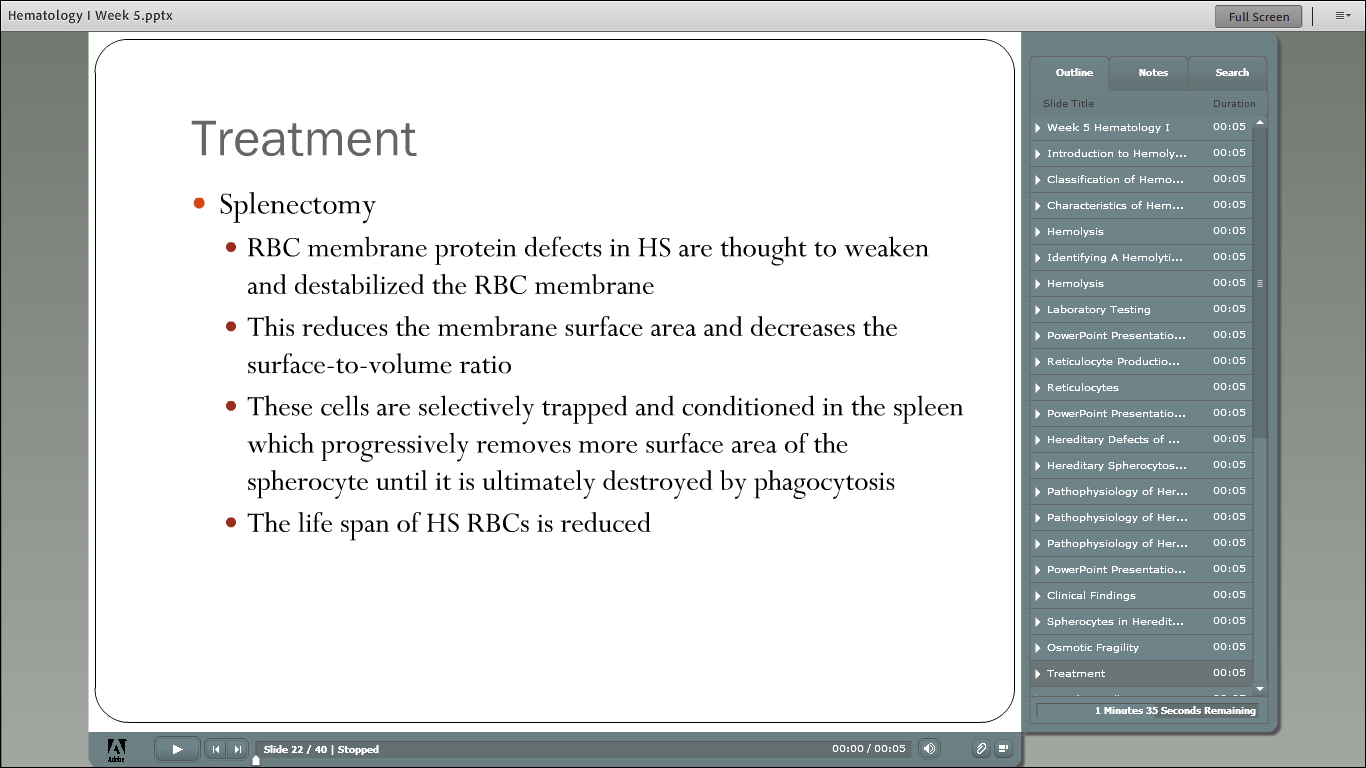 Hematology I Week 5.pptx
Full Screen
Treatment
Splenectomy
RBC membrane protein defects in HS are thought to weaken
and destabilized the RBC membrane
This reduces the membrane surface area and decreases the
surface-to-volume ratio
These cells are selectively trapped and conditioned in the spleen
which progressively removes more surface area of the
spherocyte until it is ultimately destroyed by phagocytosis
The life span of HS RBCs is reduced
Outline Notes Search
Slide Title Duration
Week 5 Hematology I 00:05
Introduction to Hemoly... 00:05
Classification of Hemo... 00:05
Characteristics of Hem... 00:05
Hemolysis 00:05
Identifying A Hemolyti... 00:05
Hemolysis 00:05
Laboratory Testing 00:05
PowerPoint Presentatio... 00:05
Reticulocyte Productio... 00:05
Reticulocytes 00:05
PowerPoint Presentatio... 00:05
Hereditary Defects of ... 00:05
Hereditary Spherocytos... 00:05
Pathophysiology of Her... 00:05
Pathophysiology of Her... 00:05
Pathophysiology of Her... 00:05
PowerPoint Presentatio... 00:05
Clinical Findings 00:05
Spherocytes in Heredit... 00:05
Osmotic Fragility 00:05
Treatment 00:05
1 Minutes 35 Seconds Remaining
Adobe
Slide 22 / 40 | Stopped
00:00 / 00:05